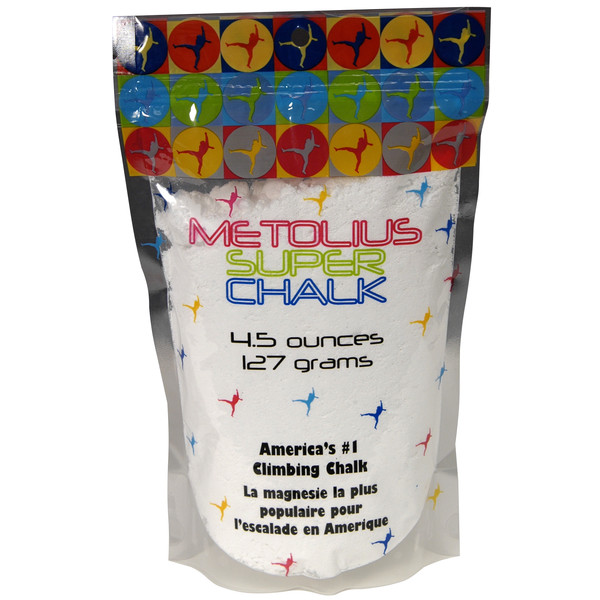 METOLIUS
SUPER
CHALK
4.5 ounces
127 grams
America's #1
Climbing Chalk
La magnesie la plus
populaire pour
l'escalade en Amerique